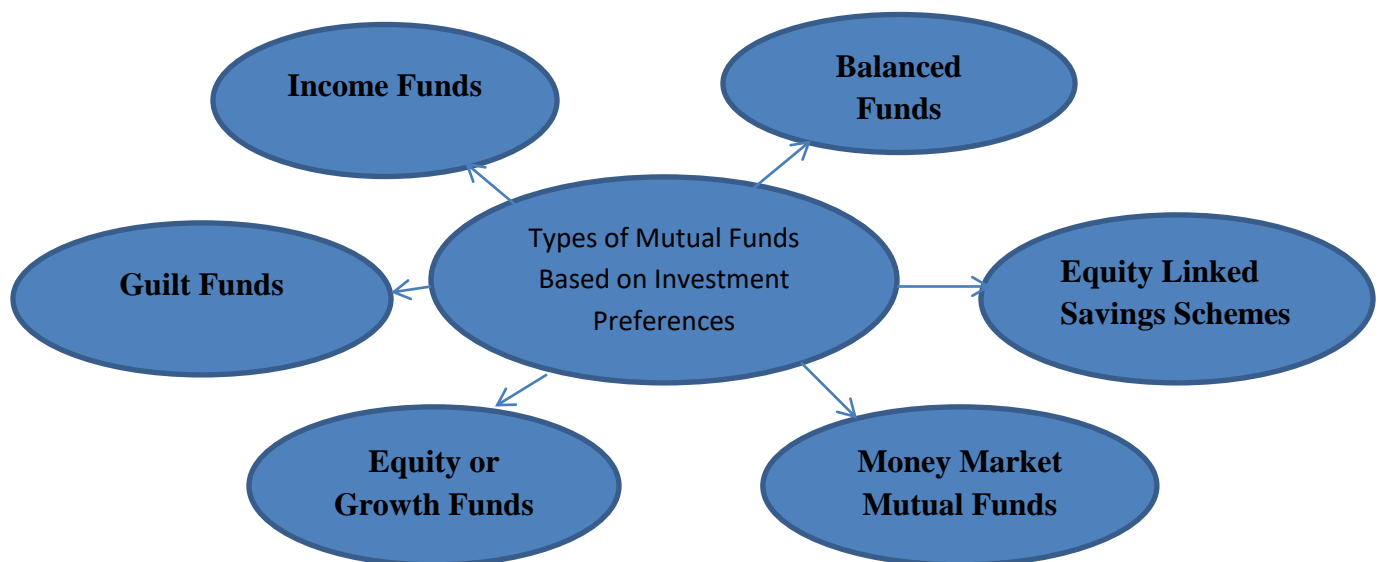 Income Funds
Balanced
Funds
Types of Mutual Funds
Based on Investment
Preferences
Guilt Funds
Equity Linked
Savings Schemes
Equity or
Growth Funds
Money Market
Mutual Funds